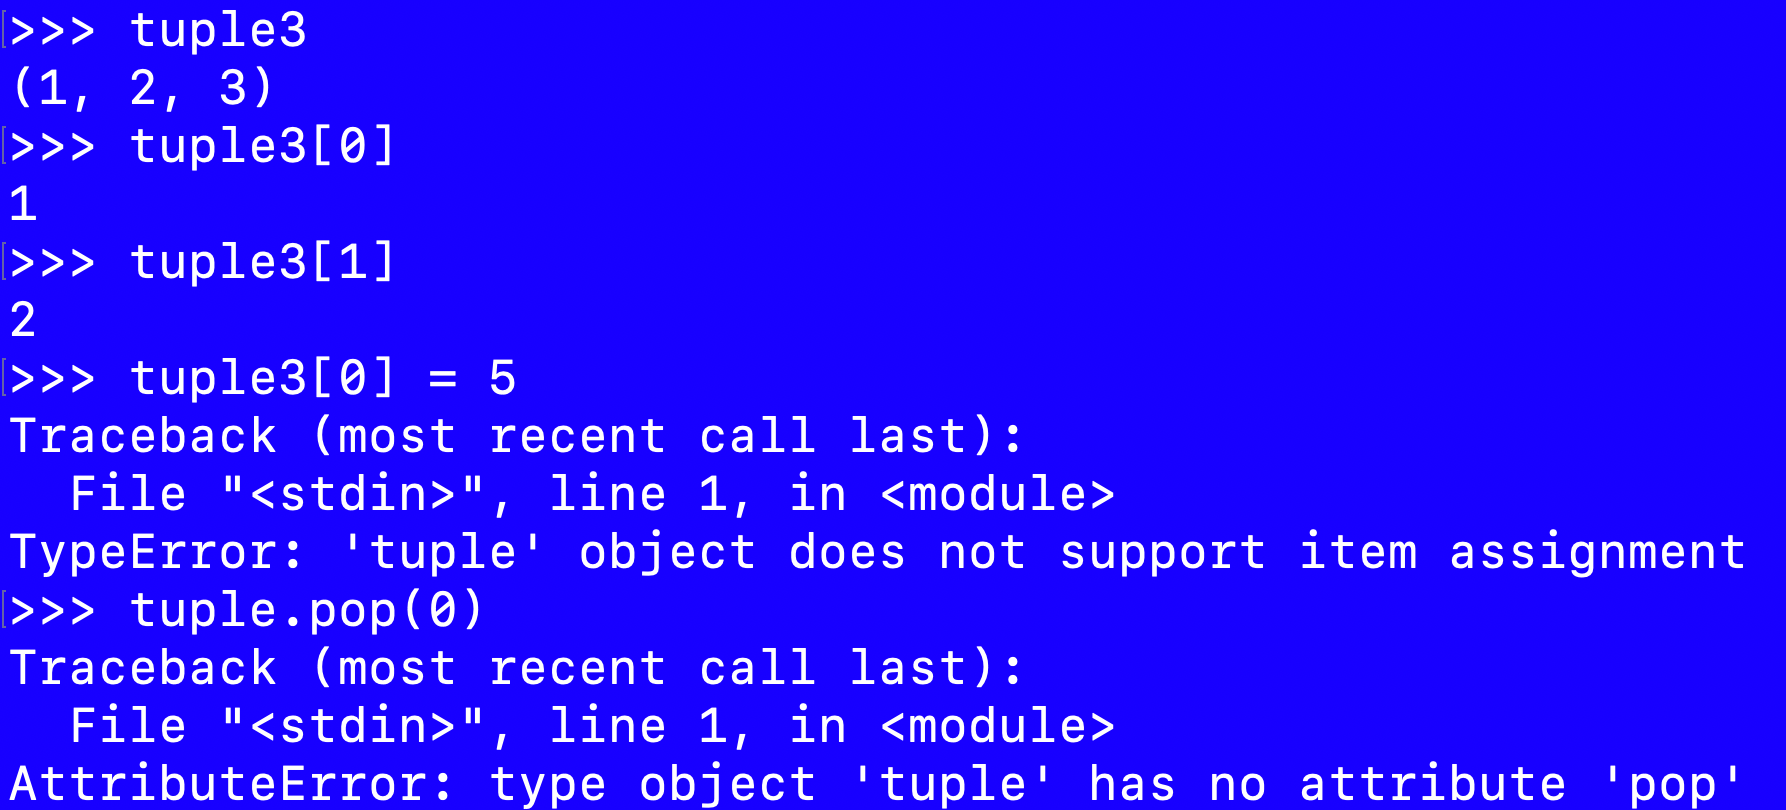 >>> tuple3
(1, 2, 3)
>>> tuple3[0]
1
>>> tuple3[1]
2
>>> tuple3[0] = 5
Traceback (most recent call last):
  File "<stdin>", line 1, in <module>
TypeError: 'tuple' object does not support item assignment
>>> tuple.pop(0)
Traceback (most recent call last):
  File "<stdin>", line 1, in <module>
AttributeError: type object 'tuple' has no attribute 'pop'